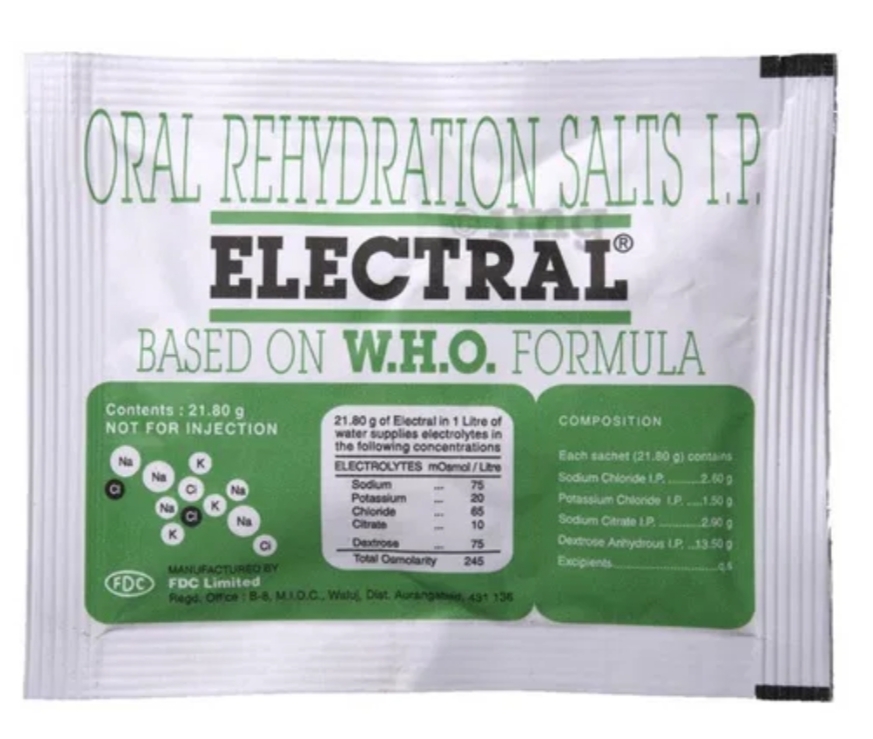 ORAL REHYDRATION SALTS I.P.
ELECTRAL®
BASED ON W.H.O. FORMULA
Contents : 21.80 g
NOT FOR INJECTION
Na
K
Na
Cl
Cl
Na
Na
Cl
K
Na
K
Cl
MANUFACTURED BY
FDC
FDC Limited
Regd. Office : B-8, M.I.D.C., Waluj, Dist. Aurangabad, 431 136
21.80 g of Electral in 1 Litre of
water supplies electrolytes in
the following concentrations
ELECTROLYTES mOsmol / Litre
Sodium .... 75
Potassium .... 20
Chloride .... 65
Citrate .... 10
Dextrose .... 75
Total Osmolarity 245
COMPOSITION
Each sachet (21.80 g) contains
Sodium Chloride I.P. ..........2.60 g
Potassium Chloride I.P. ....1.50 g
Sodium Citrate I.P. ............2.90 g
Dextrose Anhydrous I.P. ..13.50 g
Excipients..........................q.s